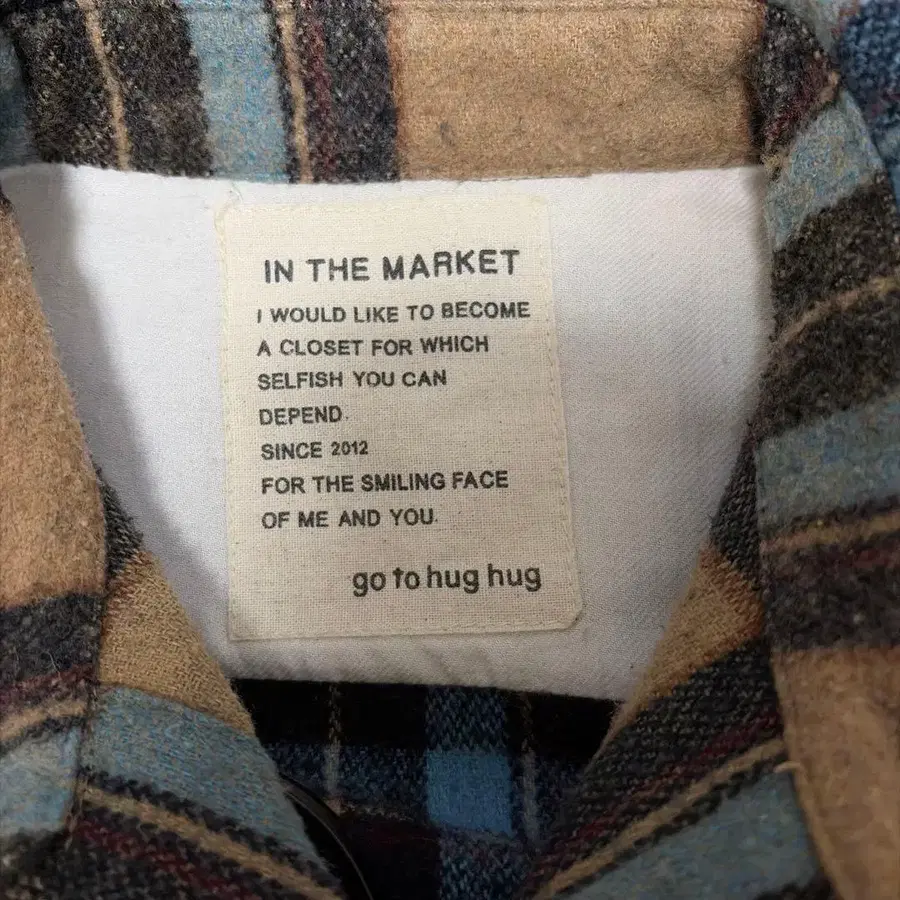 IN THE MARKET
I WOULD LIKE TO BECOME
A CLOSET FOR WHICH
SELFISH YOU CAN
DEPEND.
SINCE 2012
FOR THE SMILING FACE
OF ME AND YOU.
go to hug hug